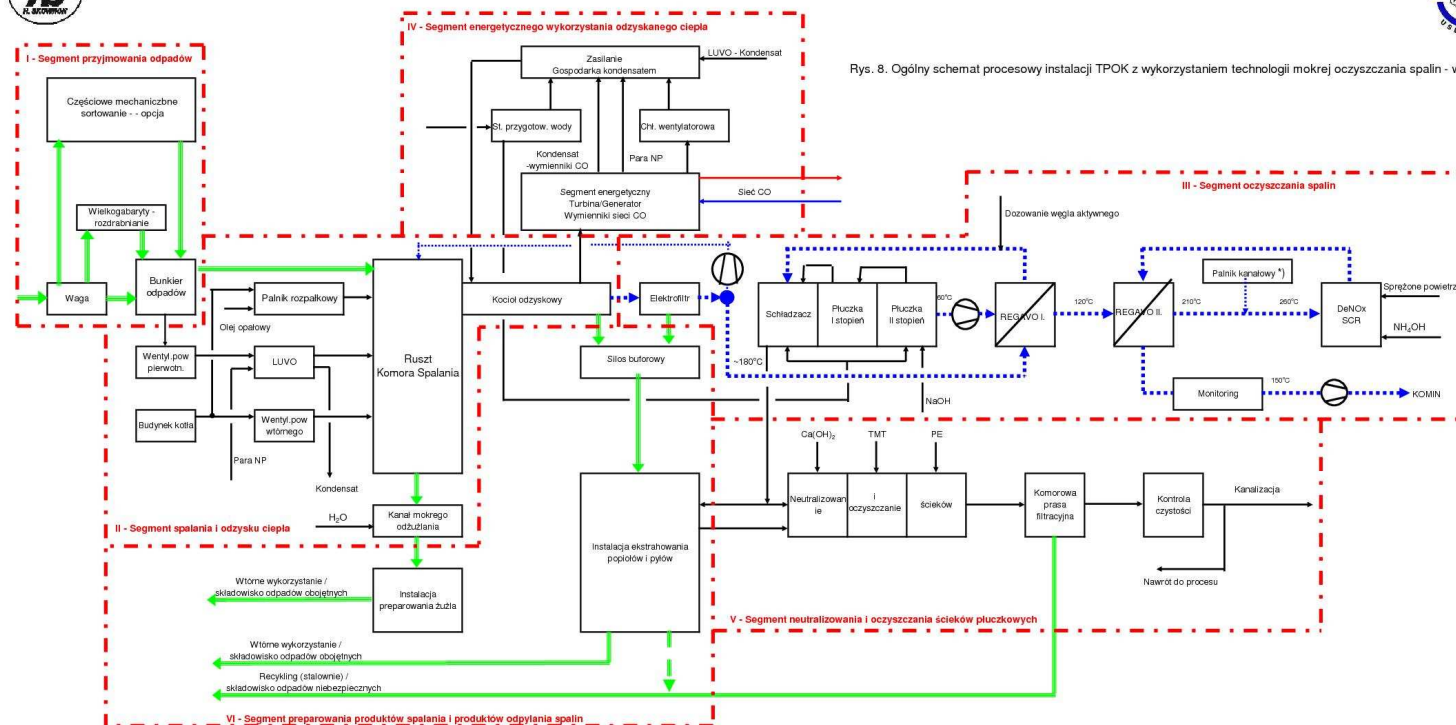 H. SKOWRON
IV - Segment energetycznego wykorzystania odzyskanego ciepła
I - Segment przyjmowania odpadów
Zasilanie
Gospodarka kondensatem
LUVO - Kondensat
Rys. 8. Ogólny schemat procesowy instalacji TPOK z wykorzystaniem technologii mokrej oczyszczania spalin - w
Częściowe mechaniczbne
sortowanie - - opcja
St. przygotow. wody
Chł. wentylatorowa
Kondensat
-wymienniki CO
Para NP
Segment energetyczny
Turbina/Generator
Wymienniki sieci CO
Sieć CO
III - Segment oczyszczania spalin
Wielkogabaryty -
rozdrabnianie
Dozowanie węgla aktywnego
Waga
Bunkier
odpadów
Palnik rozpałkowy
Olej opałowy
Kocioł odzyskowy
Elektrofiltr
Schładzacz
Płuczka
I stopień
Płuczka
II stopień
60°C
REGAVO I.
120°C
REGAVO II.
Palnik kanałowy *)
210°C
260°C
DeNOx
SCR
Sprężone powietrz
NH₄OH
Wentyl.pow
pierwotn.
LUVO
Ruszt
Komora Spalania
Silos buforowy
~180°C
NaOH
Monitoring
150°C
KOMIN
Budynek kotła
Wentyl.pow
wtórnego
Para NP
Kondensat
Ca(OH)₂
TMT
PE
Neutralizowan
ie
i
oczyszczanie
ścieków
Komorowa
prasa
filtracyjna
Kontrola
czystości
Kanalizacja
Nawrót do procesu
H₂O
Kanał mokrego
odżużlania
II - Segment spalania i odzysku ciepła
Instalacja ekstrahowania
popiołów i pyłów
Instalacja
preparowania żużla
Wtórne wykorzystanie /
składowisko odpadów obojętnych
V - Segment neutralizowania i oczyszczania ścieków płuczkowych
Wtórne wykorzystanie /
składowisko odpadów obojętnych
Recykling (stalownie) /
składowisko odpadów niebezpiecznych
VI - Segment preparowania produktów spalania i produktów odpylania spalin